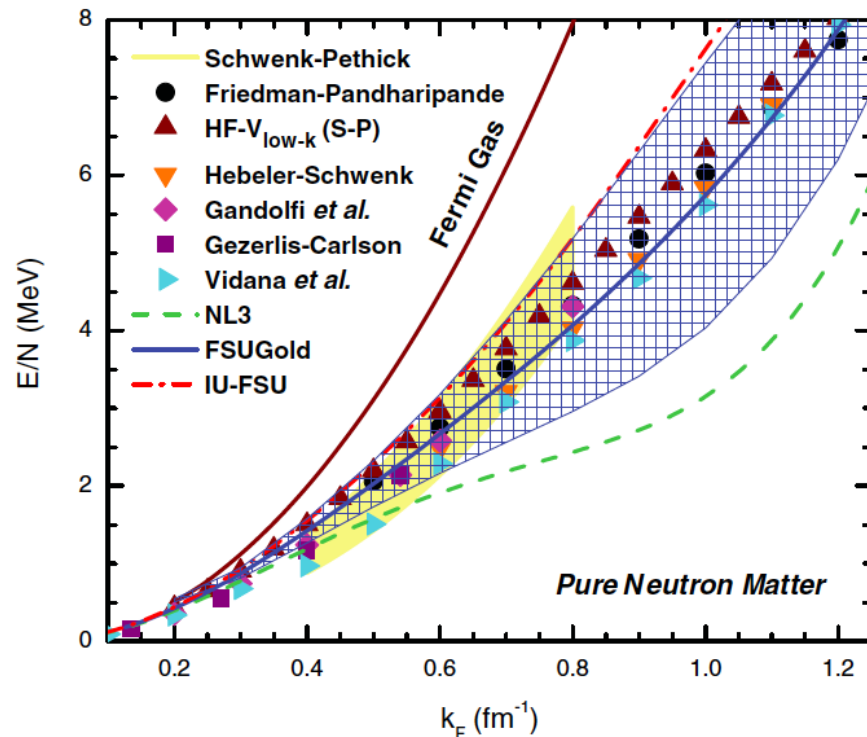 8
6
4
2
0
E/N (MeV)
Schwenk-Pethick
Friedman-Pandharipande
HF-V_low-k (S-P)
Hebeler-Schwenk
Gandolfi et al.
Gezerlis-Carlson
Vidana et al.
NL3
FSUGold
IU-FSU
Fermi Gas
Pure Neutron Matter
0.2 0.4 0.6 0.8 1.0 1.2
k_F (fm⁻¹)